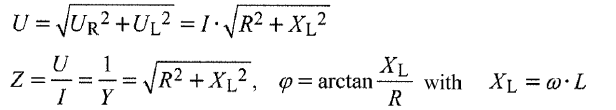 U = √(U_R² + U_L²) = I · √(R² + X_L²)
Z = U/I = 1/Y = √(R² + X_L²), φ = arctan X_L/R with X_L = ω · L